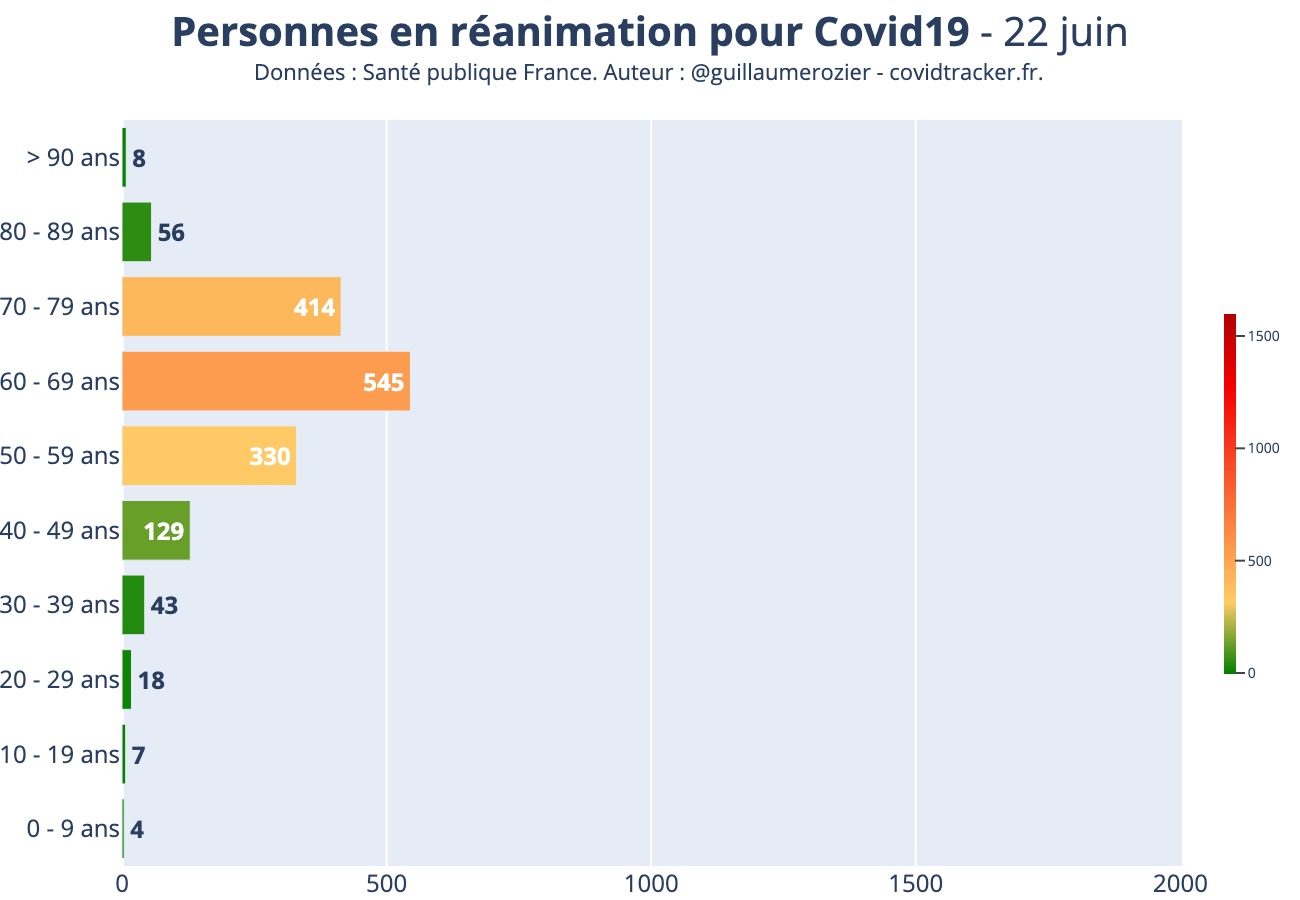 Personnes en réanimation pour Covid19 - 22 juin
Données : Santé publique France. Auteur : @guillaumerozier - covidtracker.fr.
> 90 ans 8
80 - 89 ans 56
70 - 79 ans 414
60 - 69 ans 545
50 - 59 ans 330
40 - 49 ans 129
30 - 39 ans 43
20 - 29 ans 18
10 - 19 ans 7
0 - 9 ans 4
0 500 1000 1500 2000
1500
1000
500
0